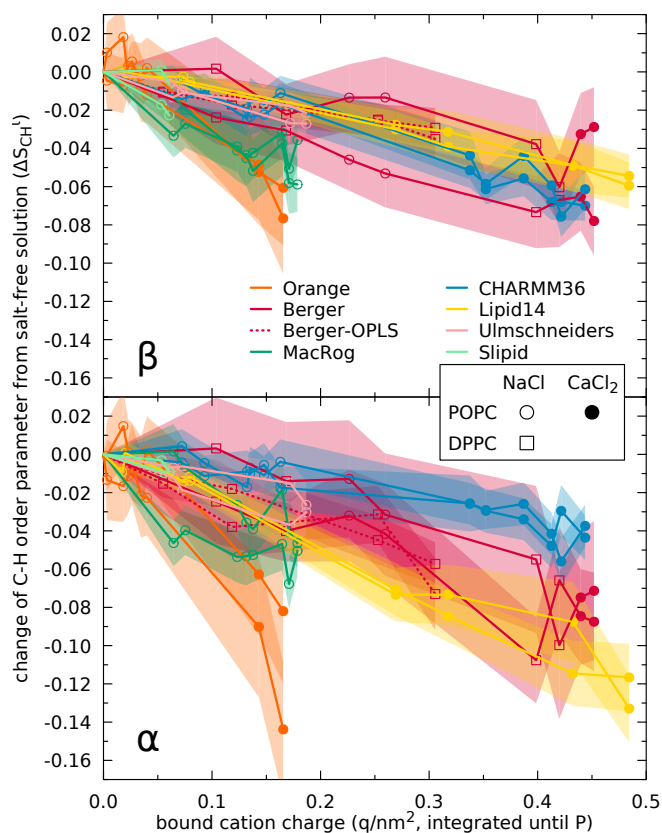 change of C-H order parameter from salt-free solution (ΔS_CH^i)
0.02
0.00
-0.02
-0.04
-0.06
-0.08
-0.10
-0.12
-0.14
-0.16
Orange
Berger
Berger-OPLS
MacRog
CHARMM36
Lipid14
Ulmschneiders
Slipid
β
NaCl CaCl₂
POPC
DPPC
0.02
0.00
-0.02
-0.04
-0.06
-0.08
-0.10
-0.12
-0.14
-0.16
α
0.0 0.1 0.2 0.3 0.4 0.5
bound cation charge (q/nm², integrated until P)